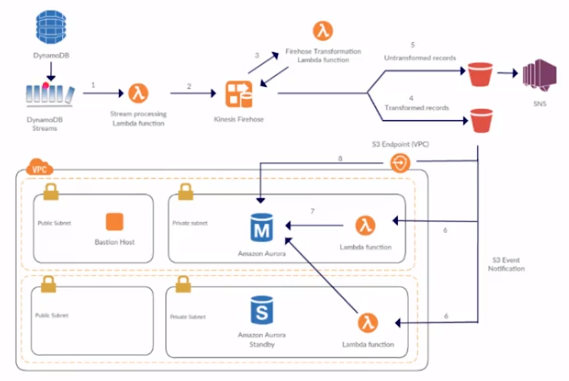 DynamoDB
DynamoDB
Streams
1
Stream processing
Lambda function
2
Kinesis Firehose
3
Firehose Transformation
Lambda function
5
Untransformed records
4
Transformed records
SNS
S3 Endpoint (VPC)
VPC
8
Public Subnet
Bastion Host
Private subnet
M
Amazon Aurora
7
Lambda function
6
S3 Event
Notification
Public Subnet
Private Subnet
S
Amazon Aurora
Standby
Lambda function
6